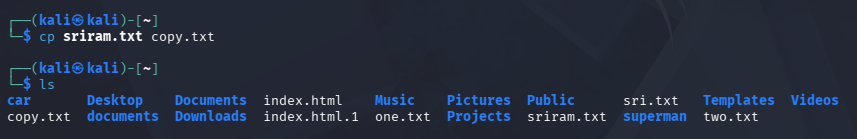 ┌──(kali㉿kali)-[~]
└─$ cp sriram.txt copy.txt
┌──(kali㉿kali)-[~]
└─$ ls
car Desktop Documents index.html Music Pictures Public sri.txt Templates Videos
copy.txt documents Downloads index.html.1 one.txt Projects sriram.txt superman two.txt